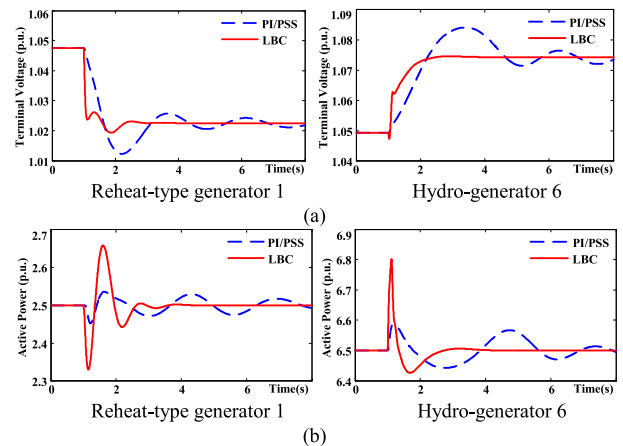 1.06
1.05
1.04
1.03
1.02
1.01
Terminal Voltage (p.u.)
PI/PSS
LBC
0 2 4 6 Time(s)
Reheat-type generator 1
1.09
1.08
1.07
1.06
1.05
1.04
Terminal Voltage (p.u.)
PI/PSS
LBC
0 2 4 6 Time(s)
Hydro-generator 6
(a)
2.7
2.6
2.5
2.4
2.3
Active Power (p.u.)
PI/PSS
LBC
0 2 4 6 Time(s)
Reheat-type generator 1
6.9
6.8
6.6
6.5
6.4
Active Power (p.u.)
PI/PSS
LBC
0 2 4 6 Time(s)
Hydro-generator 6
(b)